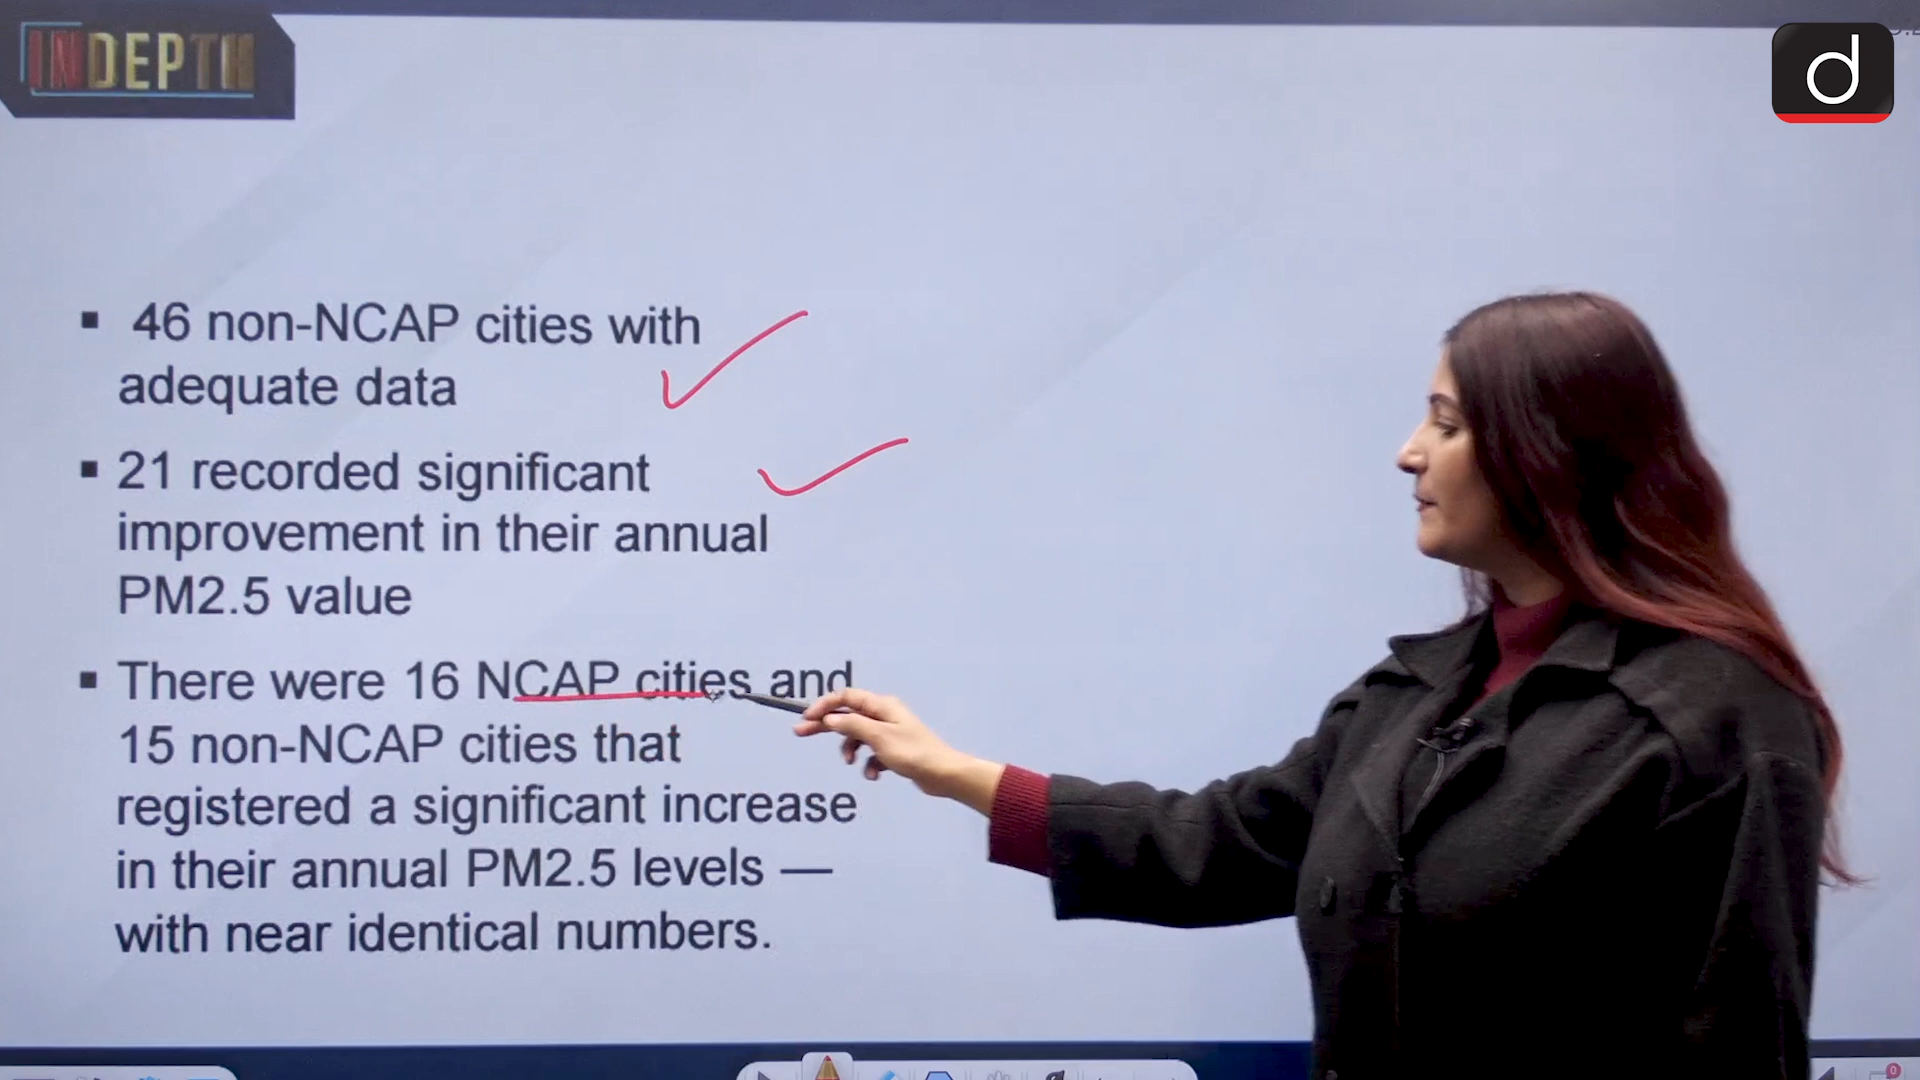 INDEPTH
d
▪ 46 non-NCAP cities with
adequate data
▪ 21 recorded significant
improvement in their annual
PM2.5 value
▪ There were 16 NCAP cities and
15 non-NCAP cities that
registered a significant increase
in their annual PM2.5 levels —
with near identical numbers.
0